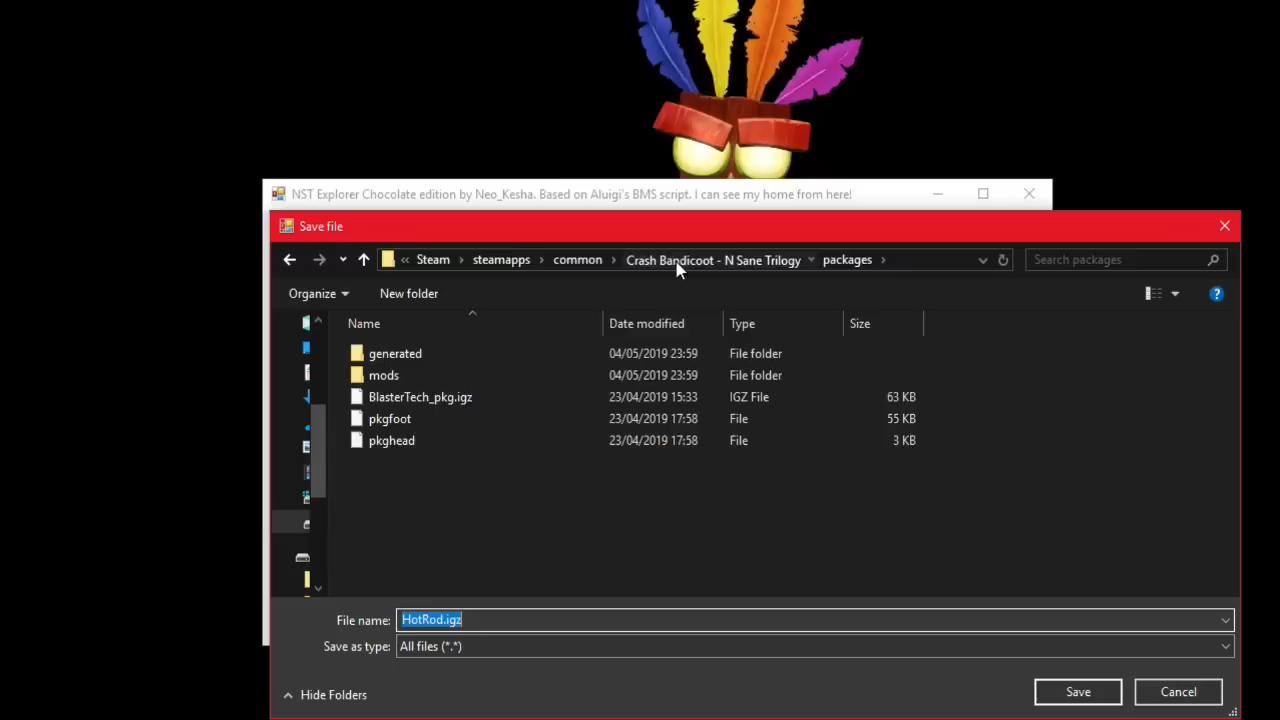 NST Explorer Chocolate edition by Neo_Kesha. Based on Aluigi's BMS script. I can see my home from here!
Save file
« Steam > steamapps > common > Crash Bandicoot - N Sane Trilogy > packages >
Search packages
Organize
New folder
Name Date modified Type Size
generated 04/05/2019 23:59 File folder
mods 04/05/2019 23:59 File folder
BlasterTech_pkg.igz 23/04/2019 15:33 IGZ File 63 KB
pkgfoot 23/04/2019 17:58 File 55 KB
pkghead 23/04/2019 17:58 File 3 KB
File name: HotRod.igz
Save as type: All files (*.*)
Hide Folders
Save
Cancel